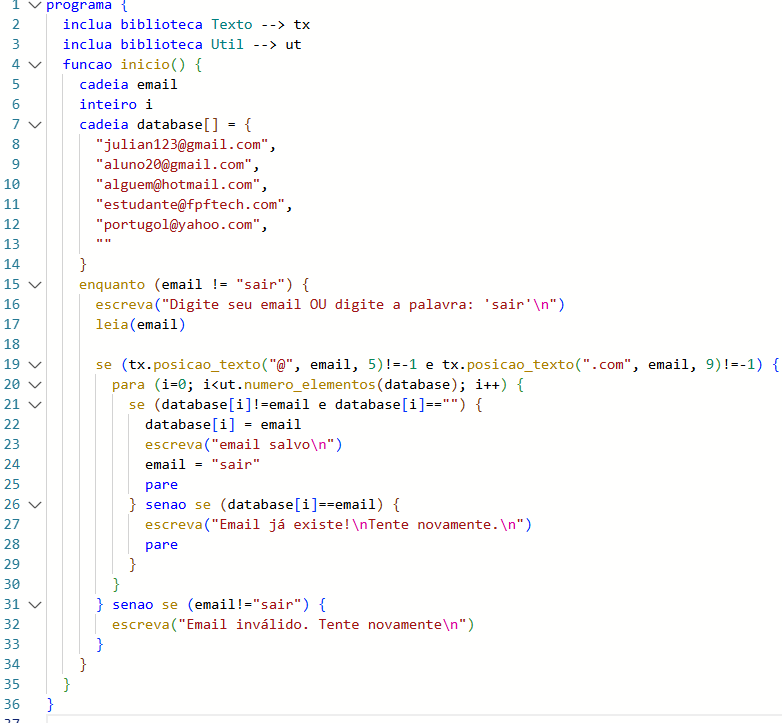 1 programa {
2 inclua biblioteca Texto --> tx
3 inclua biblioteca Util --> ut
4 funcao inicio() {
5 cadeia email
6 inteiro i
7 cadeia database[] = {
8 "julian123@gmail.com",
9 "aluno20@gmail.com",
10 "alguem@hotmail.com",
11 "estudante@fpftech.com",
12 "portugol@yahoo.com",
13 ""
14 }
15 enquanto (email != "sair") {
16 escreva("Digite seu email OU digite a palavra: 'sair'\n")
17 leia(email)
18
19 se (tx.posicao_texto("@", email, 5)!=-1 e tx.posicao_texto(".com", email, 9)!=-1) {
20 para (i=0; i<ut.numero_elementos(database); i++) {
21 se (database[i]!=email e database[i]=="") {
22 database[i] = email
23 escreva("email salvo\n")
24 email = "sair"
25 pare
26 } senao se (database[i]==email) {
27 escreva("Email já existe!\nTente novamente.\n")
28 pare
29 }
30 }
31 } senao se (email!="sair") {
32 escreva("Email inválido. Tente novamente\n")
33 }
34 }
35 }
36 }
37